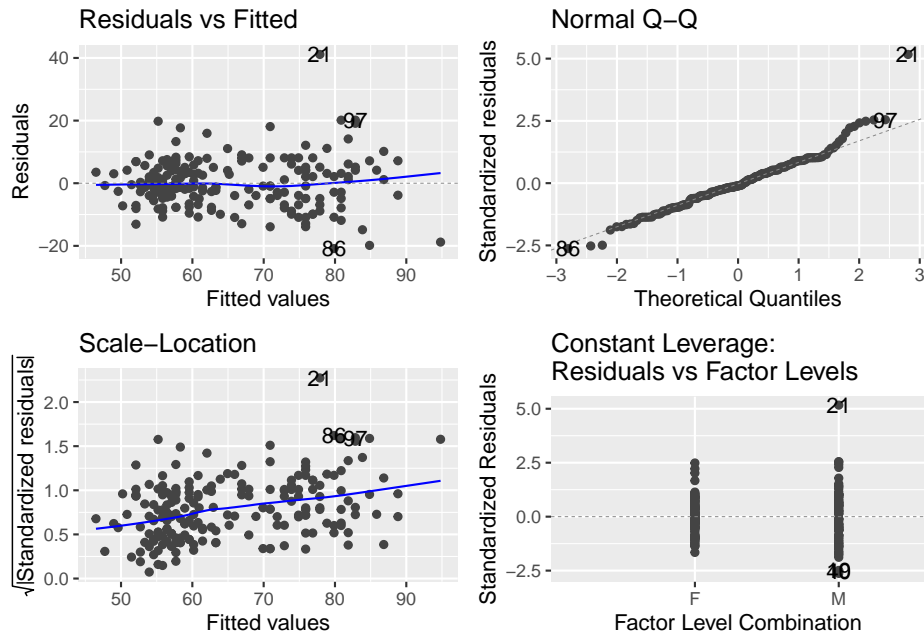 Residuals vs Fitted
Residuals
40
20
0
−20
21
97
86
50
60
70
80
90
Fitted values
Normal Q−Q
Standardized residuals
5.0
2.5
0.0
−2.5
21
97
86
−3
−2
−1
0
1
2
3
Theoretical Quantiles
Scale−Location
√|Standardized residuals|
2.0
1.5
1.0
0.5
0.0
21
86
97
50
60
70
80
90
Fitted values
Constant Leverage:
Residuals vs Factor Levels
Standardized Residuals
5.0
2.5
0.0
−2.5
21
F
M
Factor Level Combination